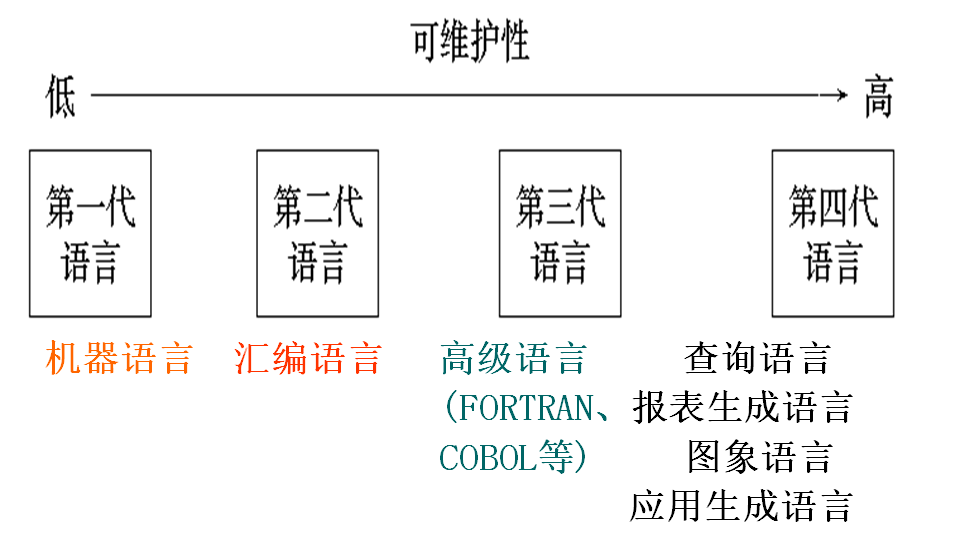 可维护性
低
高
第一代
语言
第二代
语言
第三代
语言
第四代
语言
机器语言
汇编语言
高级语言
(FORTRAN、
COBOL等)
查询语言
报表生成语言
图象语言
应用生成语言